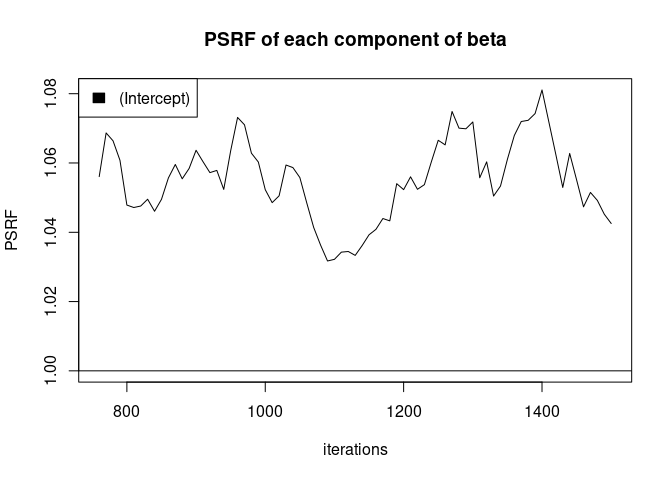 PSRF of each component of beta
(Intercept)
PSRF
1.08
1.06
1.04
1.02
1.00
800 1000 1200 1400
iterations